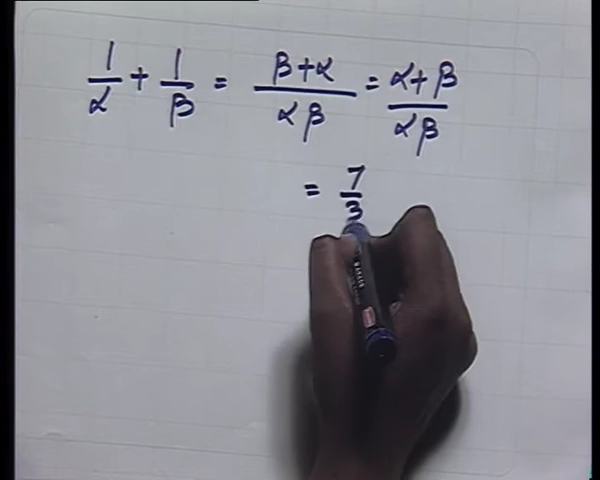 1/α + 1/β = β+α/αβ = α+β/αβ
= 7/3